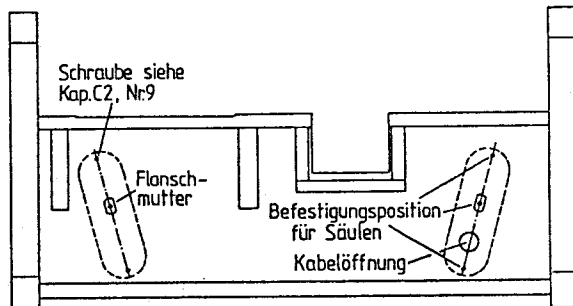 Schraube siehe
Kap.C2, Nr.9
Flansch-
mutter
Befestigungsposition
für Säulen
Kabelöffnung